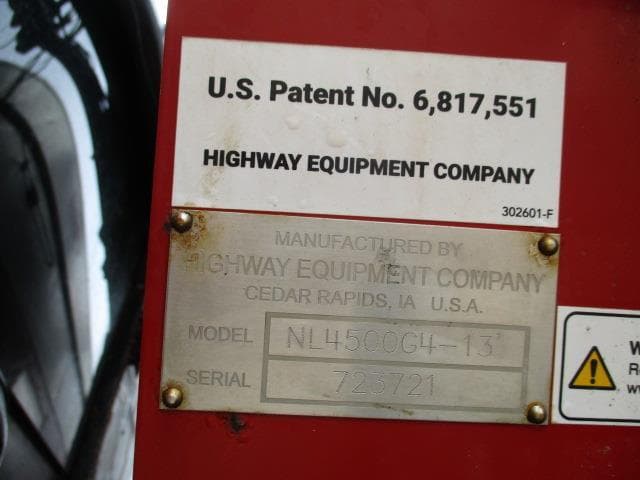 U.S. Patent No. 6,817,551
HIGHWAY EQUIPMENT COMPANY
302601-F
MANUFACTURED BY
HIGHWAY EQUIPMENT COMPANY
CEDAR RAPIDS, IA U.S.A.
MODEL NL4500G4-13'
SERIAL 723721